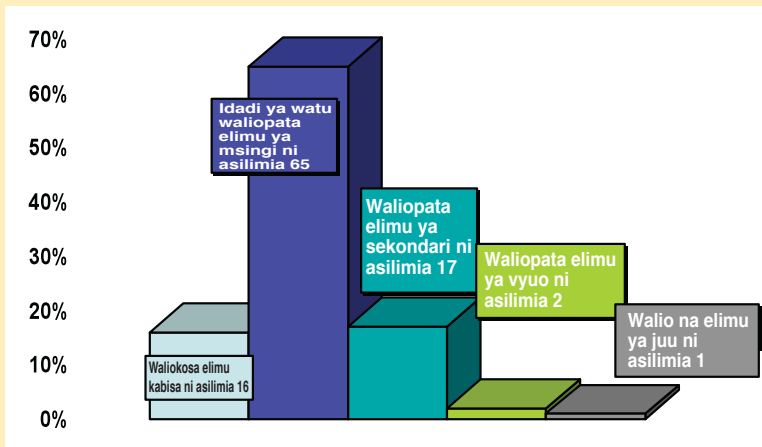 70%
60%
50%
40%
30%
20%
10%
0%
Idadi ya watu
waliopata
elimu ya
msingi ni
asilimia 65
Waliopata
elimu ya
sekondari ni
asilimia 17
Waliopata elimu
ya vyuo ni
asilimia 2
Walio na elimu
ya juu ni
asilimia 1
Waliokosa elimu
kabisa ni asilimia 16